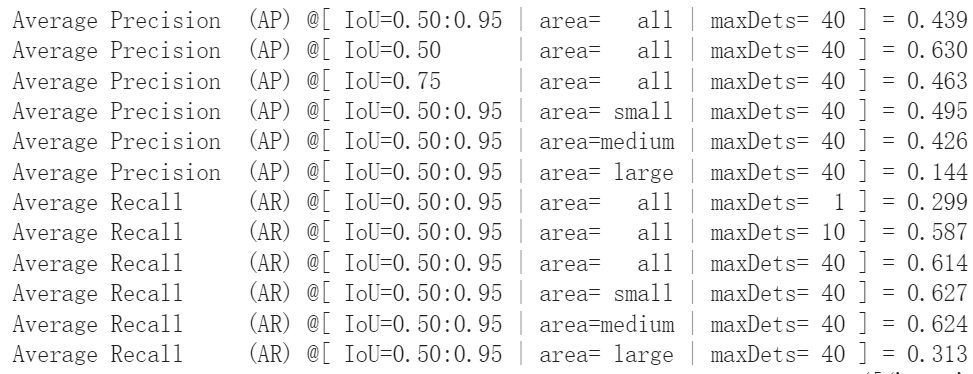 Average Precision  (AP) @[ IoU=0.50:0.95 | area=   all | maxDets= 40 ] = 0.439
Average Precision  (AP) @[ IoU=0.50      | area=   all | maxDets= 40 ] = 0.630
Average Precision  (AP) @[ IoU=0.75      | area=   all | maxDets= 40 ] = 0.463
Average Precision  (AP) @[ IoU=0.50:0.95 | area= small | maxDets= 40 ] = 0.495
Average Precision  (AP) @[ IoU=0.50:0.95 | area=medium | maxDets= 40 ] = 0.426
Average Precision  (AP) @[ IoU=0.50:0.95 | area= large | maxDets= 40 ] = 0.144
Average Recall     (AR) @[ IoU=0.50:0.95 | area=   all | maxDets=  1 ] = 0.299
Average Recall     (AR) @[ IoU=0.50:0.95 | area=   all | maxDets= 10 ] = 0.587
Average Recall     (AR) @[ IoU=0.50:0.95 | area=   all | maxDets= 40 ] = 0.614
Average Recall     (AR) @[ IoU=0.50:0.95 | area= small | maxDets= 40 ] = 0.627
Average Recall     (AR) @[ IoU=0.50:0.95 | area=medium | maxDets= 40 ] = 0.624
Average Recall     (AR) @[ IoU=0.50:0.95 | area= large | maxDets= 40 ] = 0.313